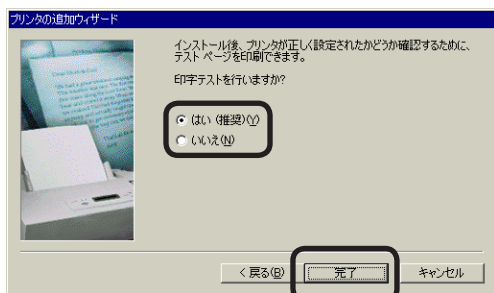 プリンタの追加ウィザード
インストール後、プリンタが正しく設定されたかどうか確認するために、
テスト ページを印刷できます。
印字テストを行いますか?
はい (推奨)(Y)
いいえ(N)
< 戻る(B)
完了
キャンセル